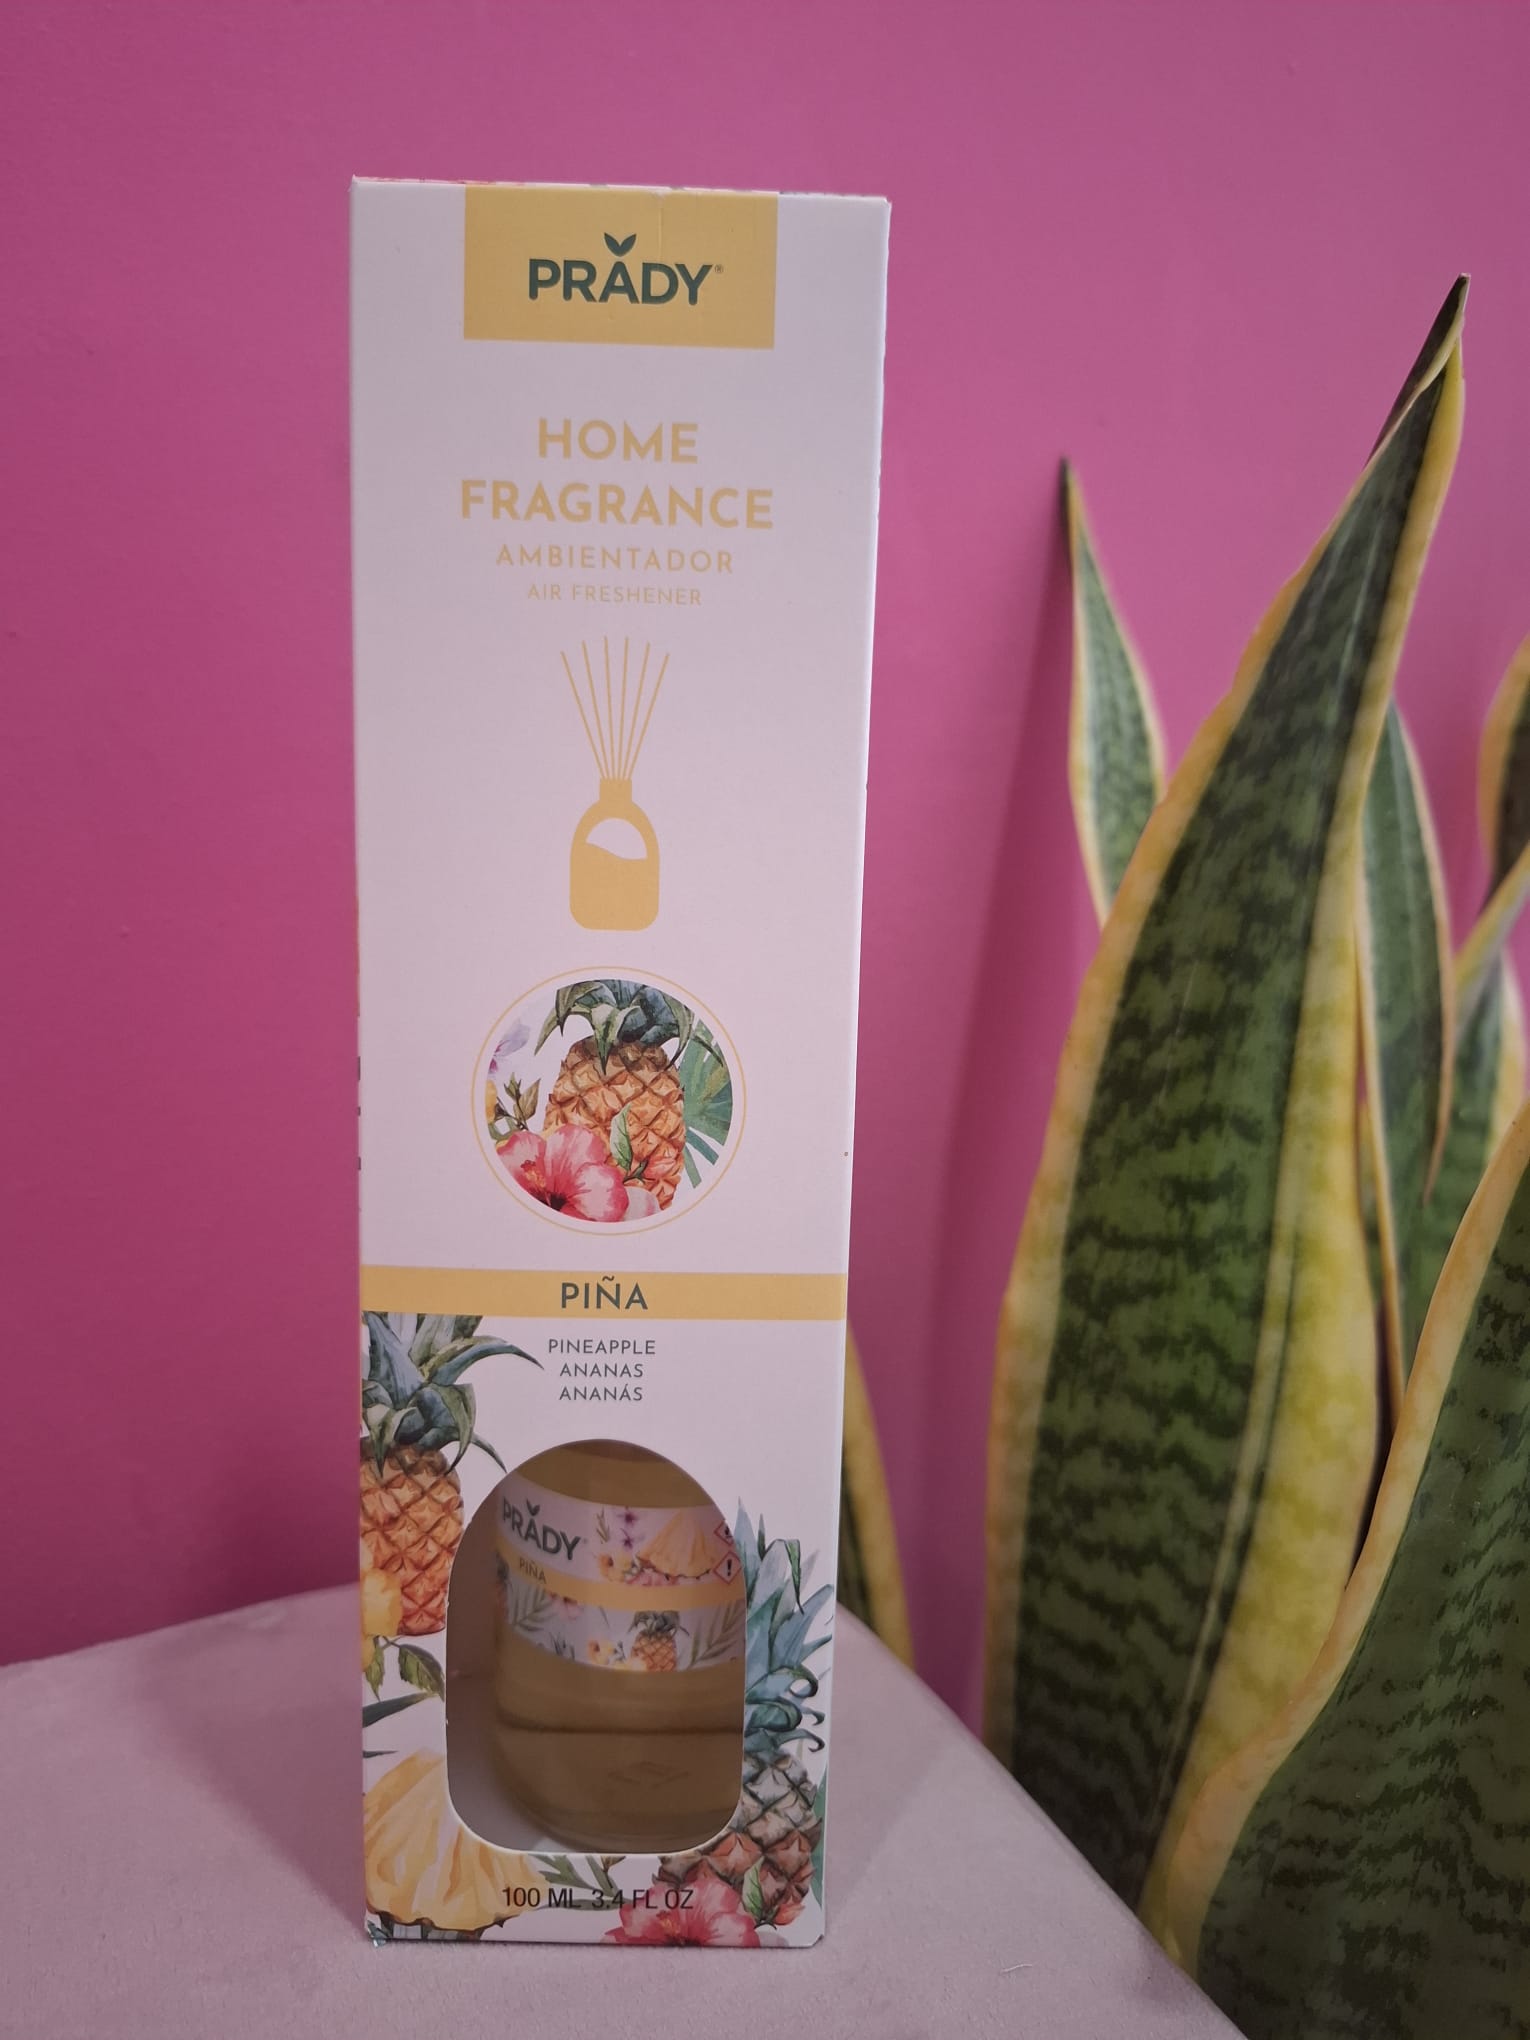 PRADY®
HOME
FRAGRANCE
AMBIENTADOR
AIR FRESHENER
PIÑA
PINEAPPLE
ANANAS
ANANÁS
PRADY
PIÑA
100 ML 3.4 FL OZ